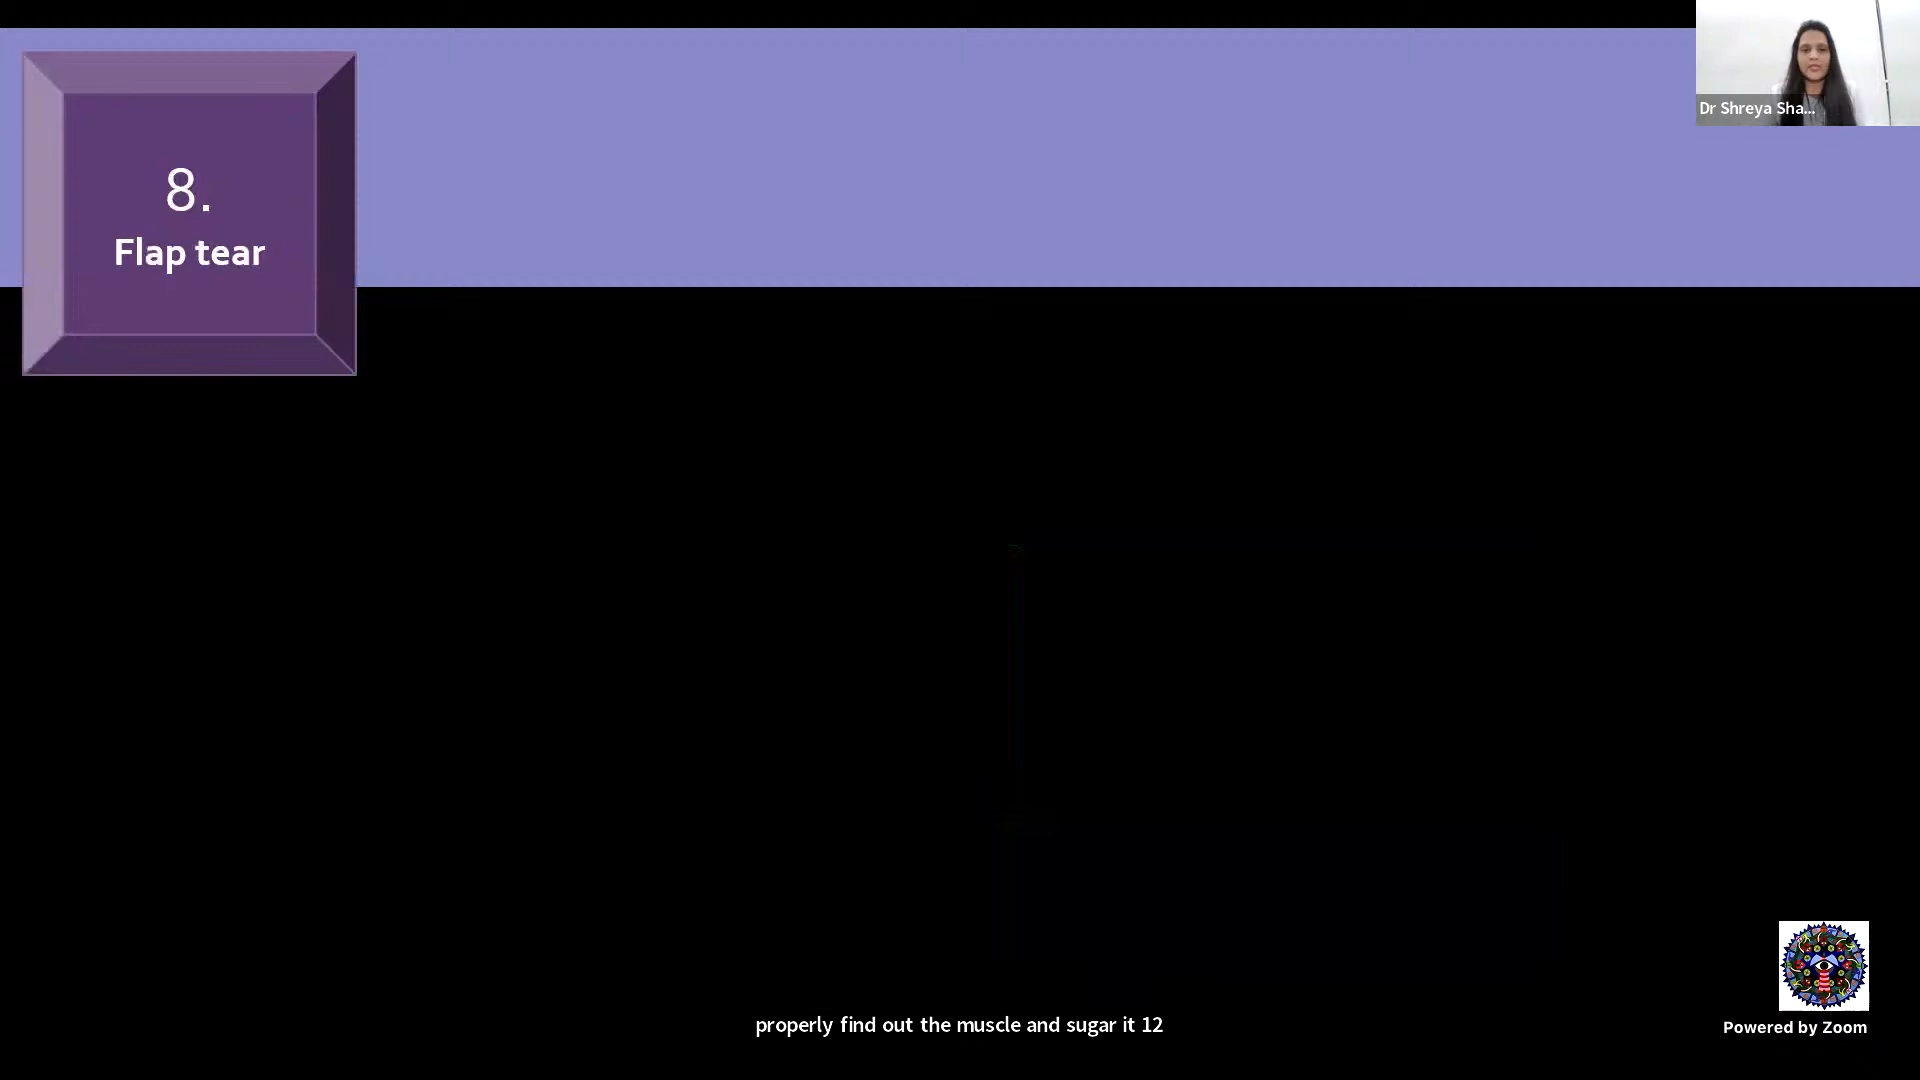 Dr Shreya Sha...
8.
Flap tear
properly find out the muscle and sugar it 12
Powered by Zoom